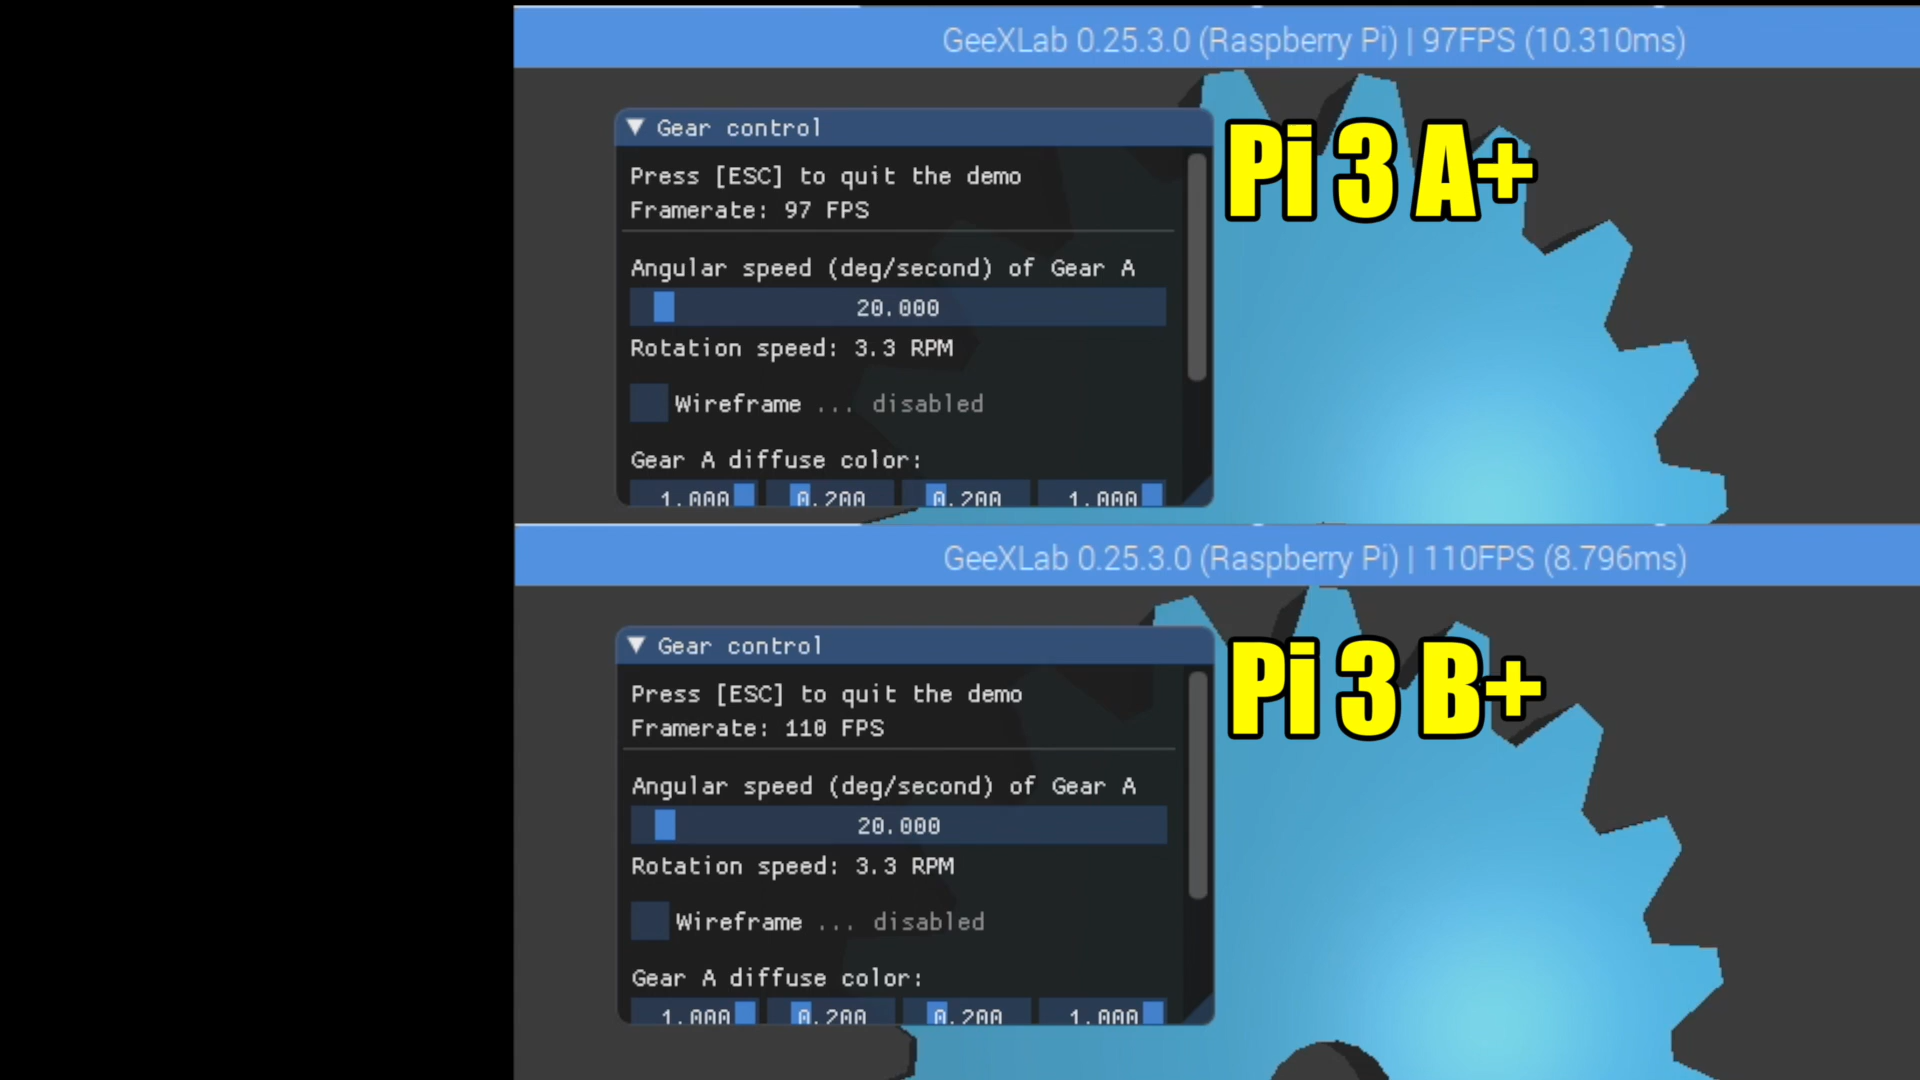 GeeXLab 0.25.3.0 (Raspberry Pi) | 97FPS (10.310ms)
Gear control
Pi 3 A+
Press [ESC] to quit the demo
Framerate: 97 FPS
Angular speed (deg/second) of Gear A
20.000
Rotation speed: 3.3 RPM
Wireframe ... disabled
Gear A diffuse color:
1.000 0.200 0.200 1.000
GeeXLab 0.25.3.0 (Raspberry Pi) | 110FPS (8.796ms)
Gear control
Pi 3 B+
Press [ESC] to quit the demo
Framerate: 110 FPS
Angular speed (deg/second) of Gear A
20.000
Rotation speed: 3.3 RPM
Wireframe ... disabled
Gear A diffuse color:
1.000 0.200 0.200 1.000